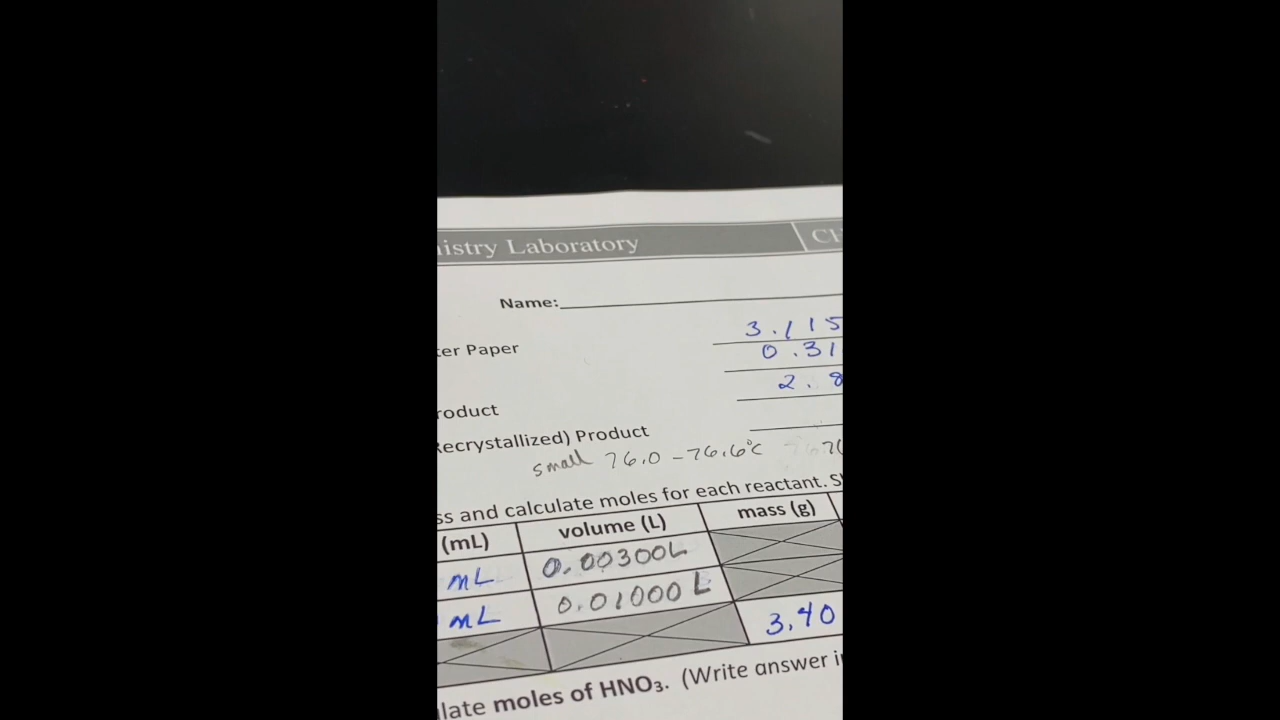 istry Laboratory
Name:
3.115
ter Paper
0.31
2.8
roduct
Recrystallized) Product
small 76.0 - 76.6°C
ss and calculate moles for each reactant.
(mL) volume (L) mass (g)
mL 0.00300L
mL 0.01000 L
3.40
late moles of HNO₃. (Write answer